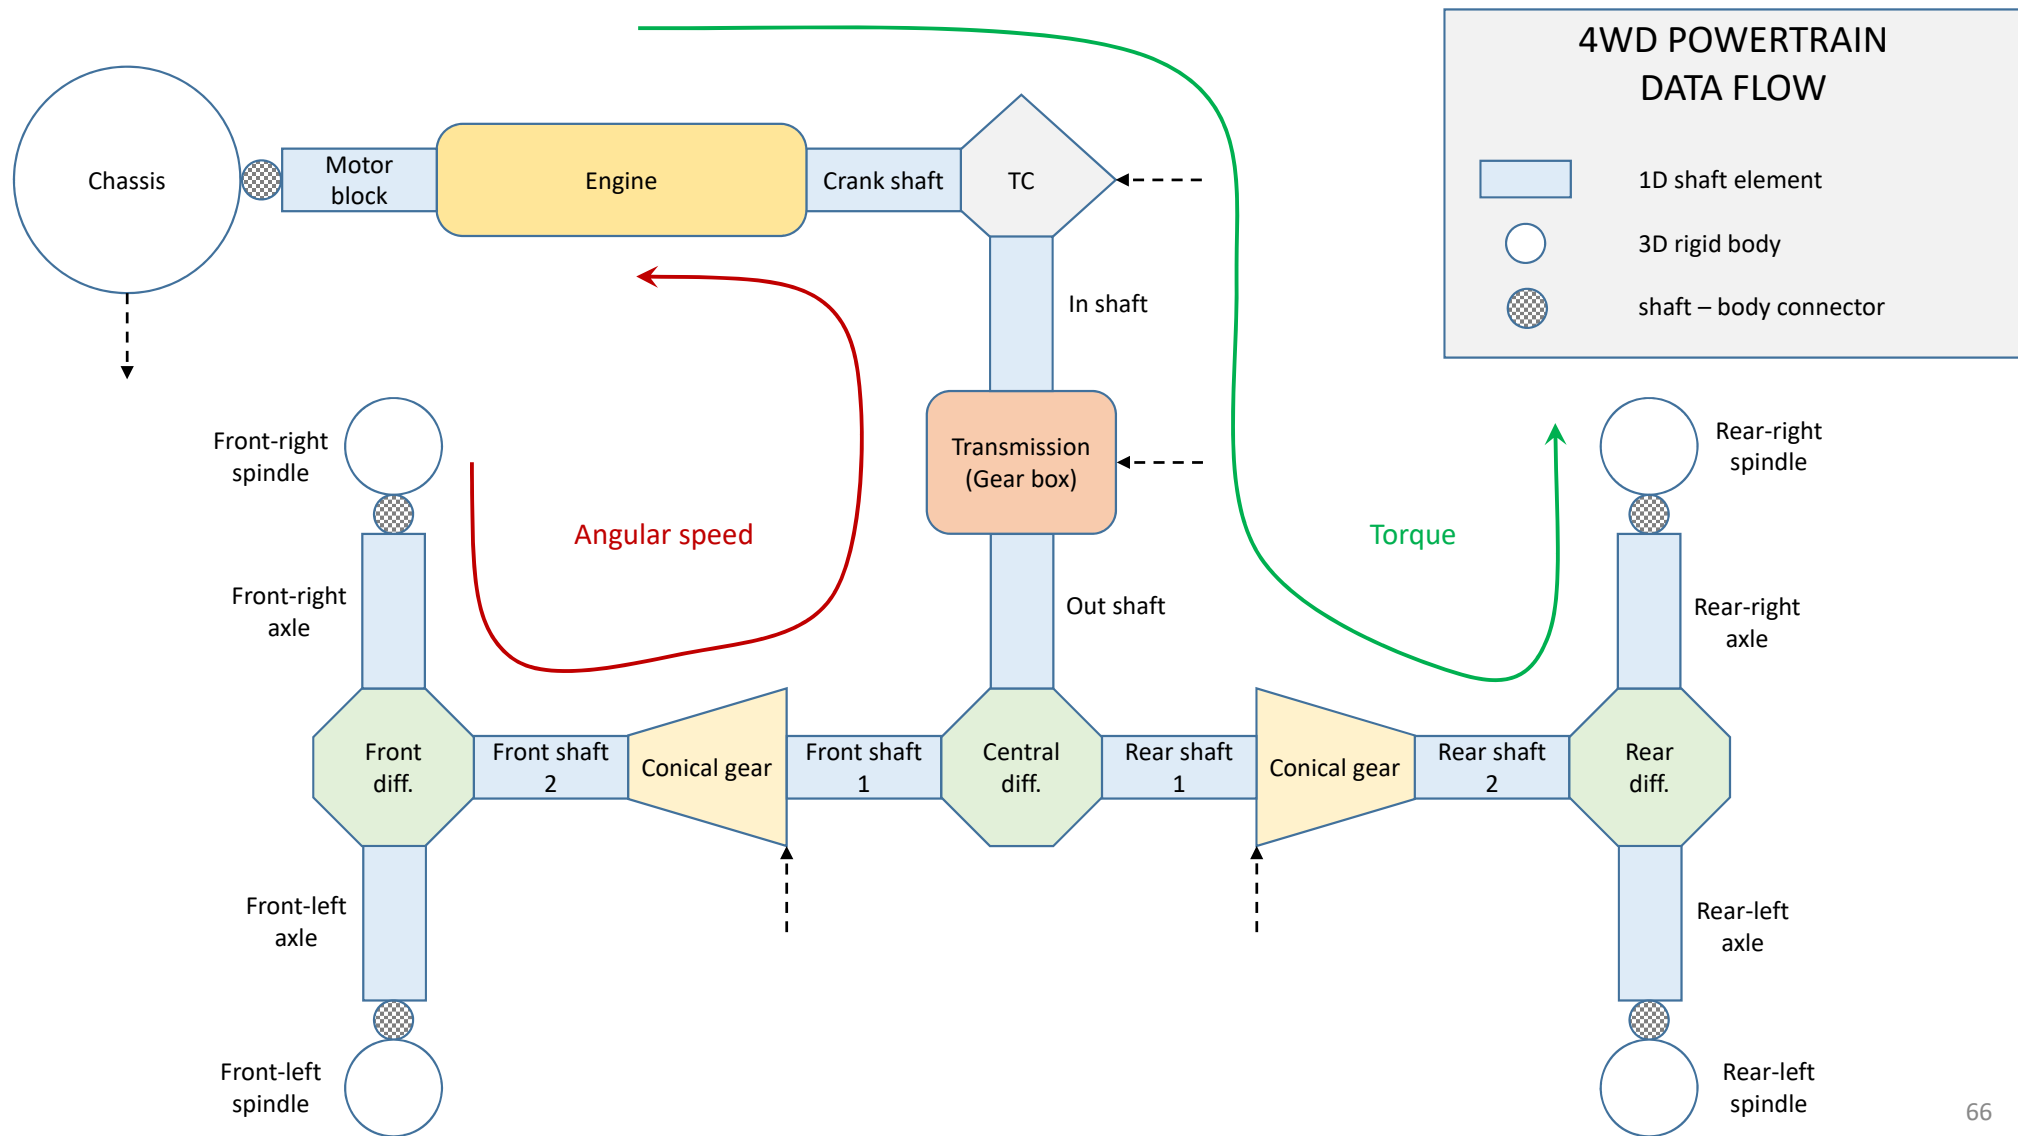 4WD POWERTRAIN
DATA FLOW
1D shaft element
3D rigid body
shaft – body connector
Chassis
Motor
block
Engine
Crank shaft
TC
In shaft
Transmission
(Gear box)
Out shaft
Angular speed
Torque
Front-right
spindle
Front-right
axle
Rear-right
spindle
Rear-right
axle
Front
diff.
Front shaft
2
Conical gear
Front shaft
1
Central
diff.
Rear shaft
1
Conical gear
Rear shaft
2
Rear
diff.
Front-left
axle
Front-left
spindle
Rear-left
axle
Rear-left
spindle
66